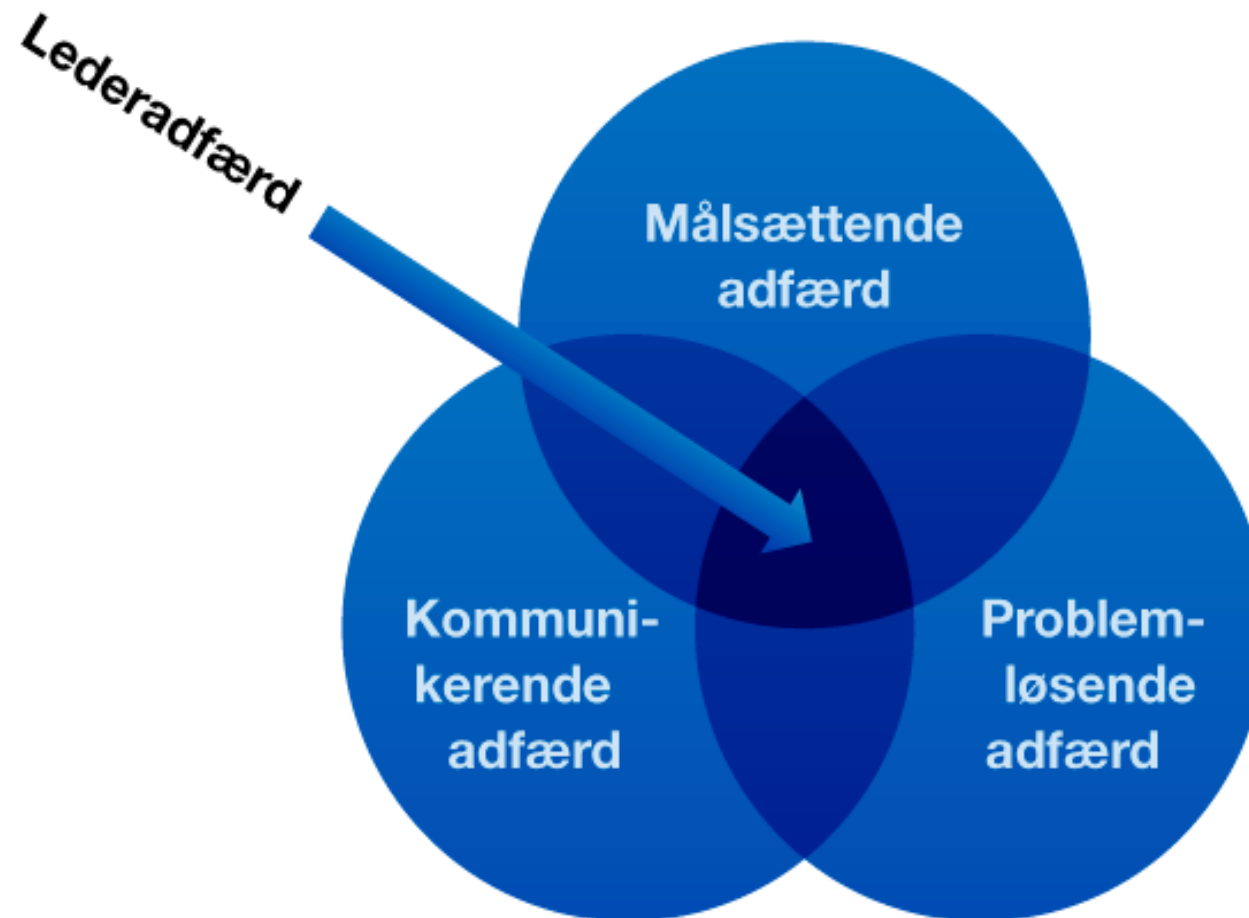 Lederadfærd
Målsættende
adfærd
Kommuni-
kerende
adfærd
Problem-
løsende
adfærd